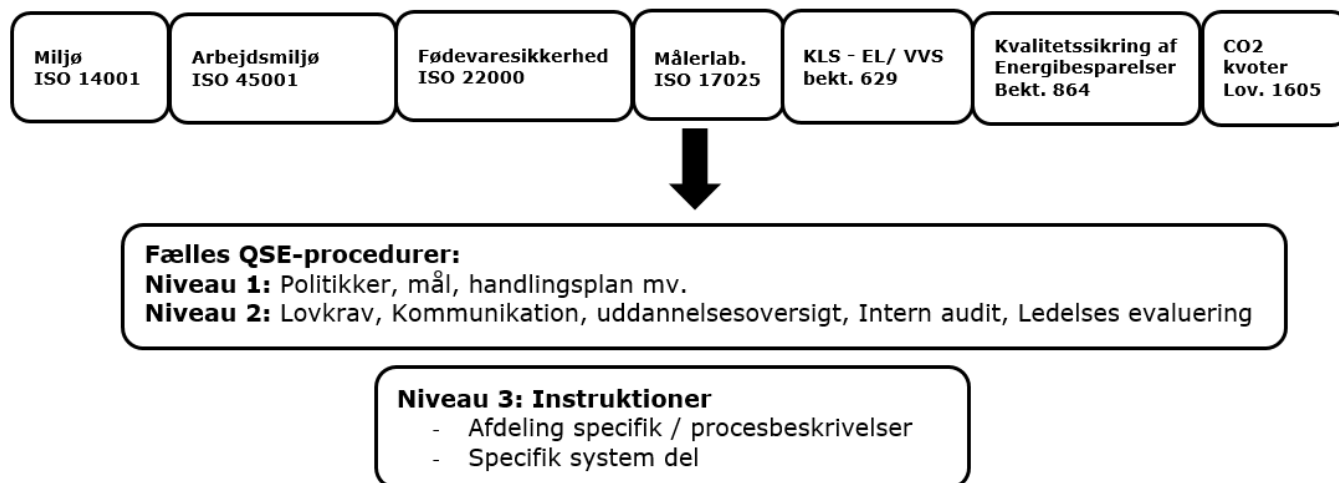 Miljø
ISO 14001
Arbejdsmiljø
ISO 45001
Fødevaresikkerhed
ISO 22000
Målerlab.
ISO 17025
KLS - EL/ VVS
bekt. 629
Kvalitetssikring af
Energibesparelser
Bekt. 864
CO2
kvoter
Lov. 1605
Fælles QSE-procedurer:
Niveau 1: Politikker, mål, handlingsplan mv.
Niveau 2: Lovkrav, Kommunikation, uddannelsesoversigt, Intern audit, Ledelses evaluering
Niveau 3: Instruktioner
- Afdeling specifik / procesbeskrivelser
- Specifik system del